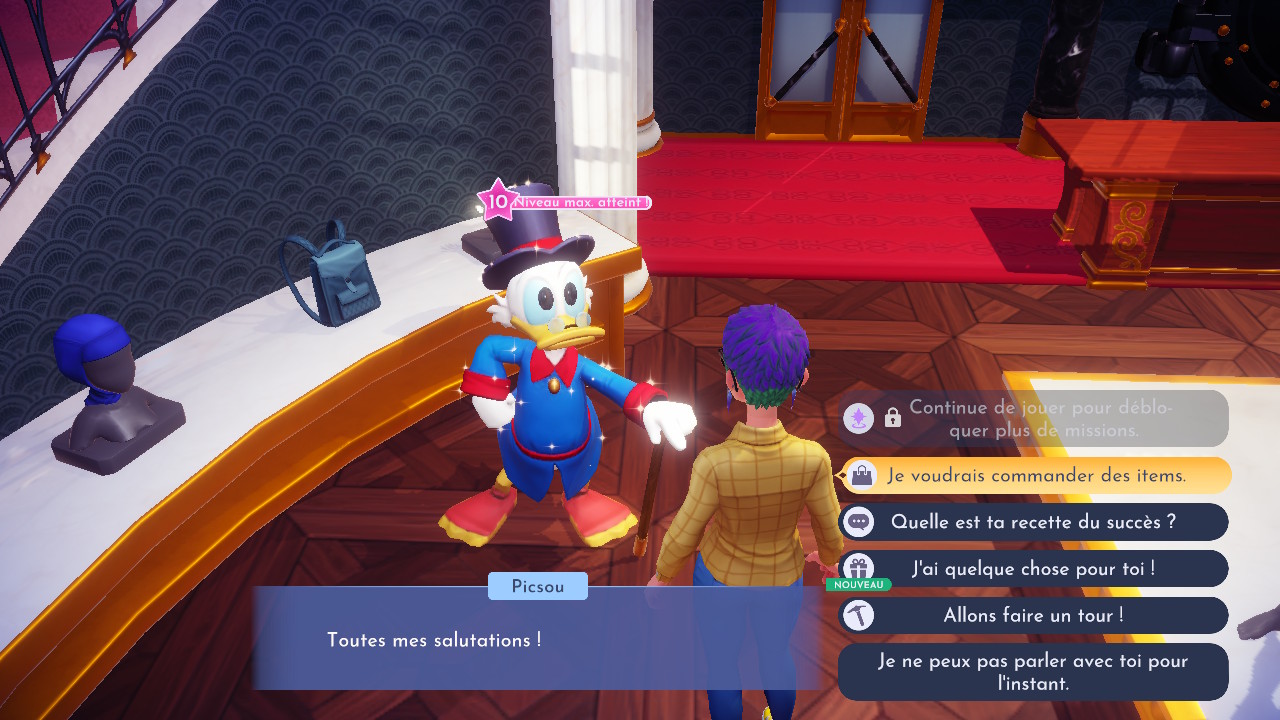 10
Niveau max. atteint !
Continue de jouer pour déblo-
quer plus de missions.
Je voudrais commander des items.
Quelle est ta recette du succès ?
J'ai quelque chose pour toi !
NOUVEAU
Allons faire un tour !
Je ne peux pas parler avec toi pour
l'instant.
Picsou
Toutes mes salutations !